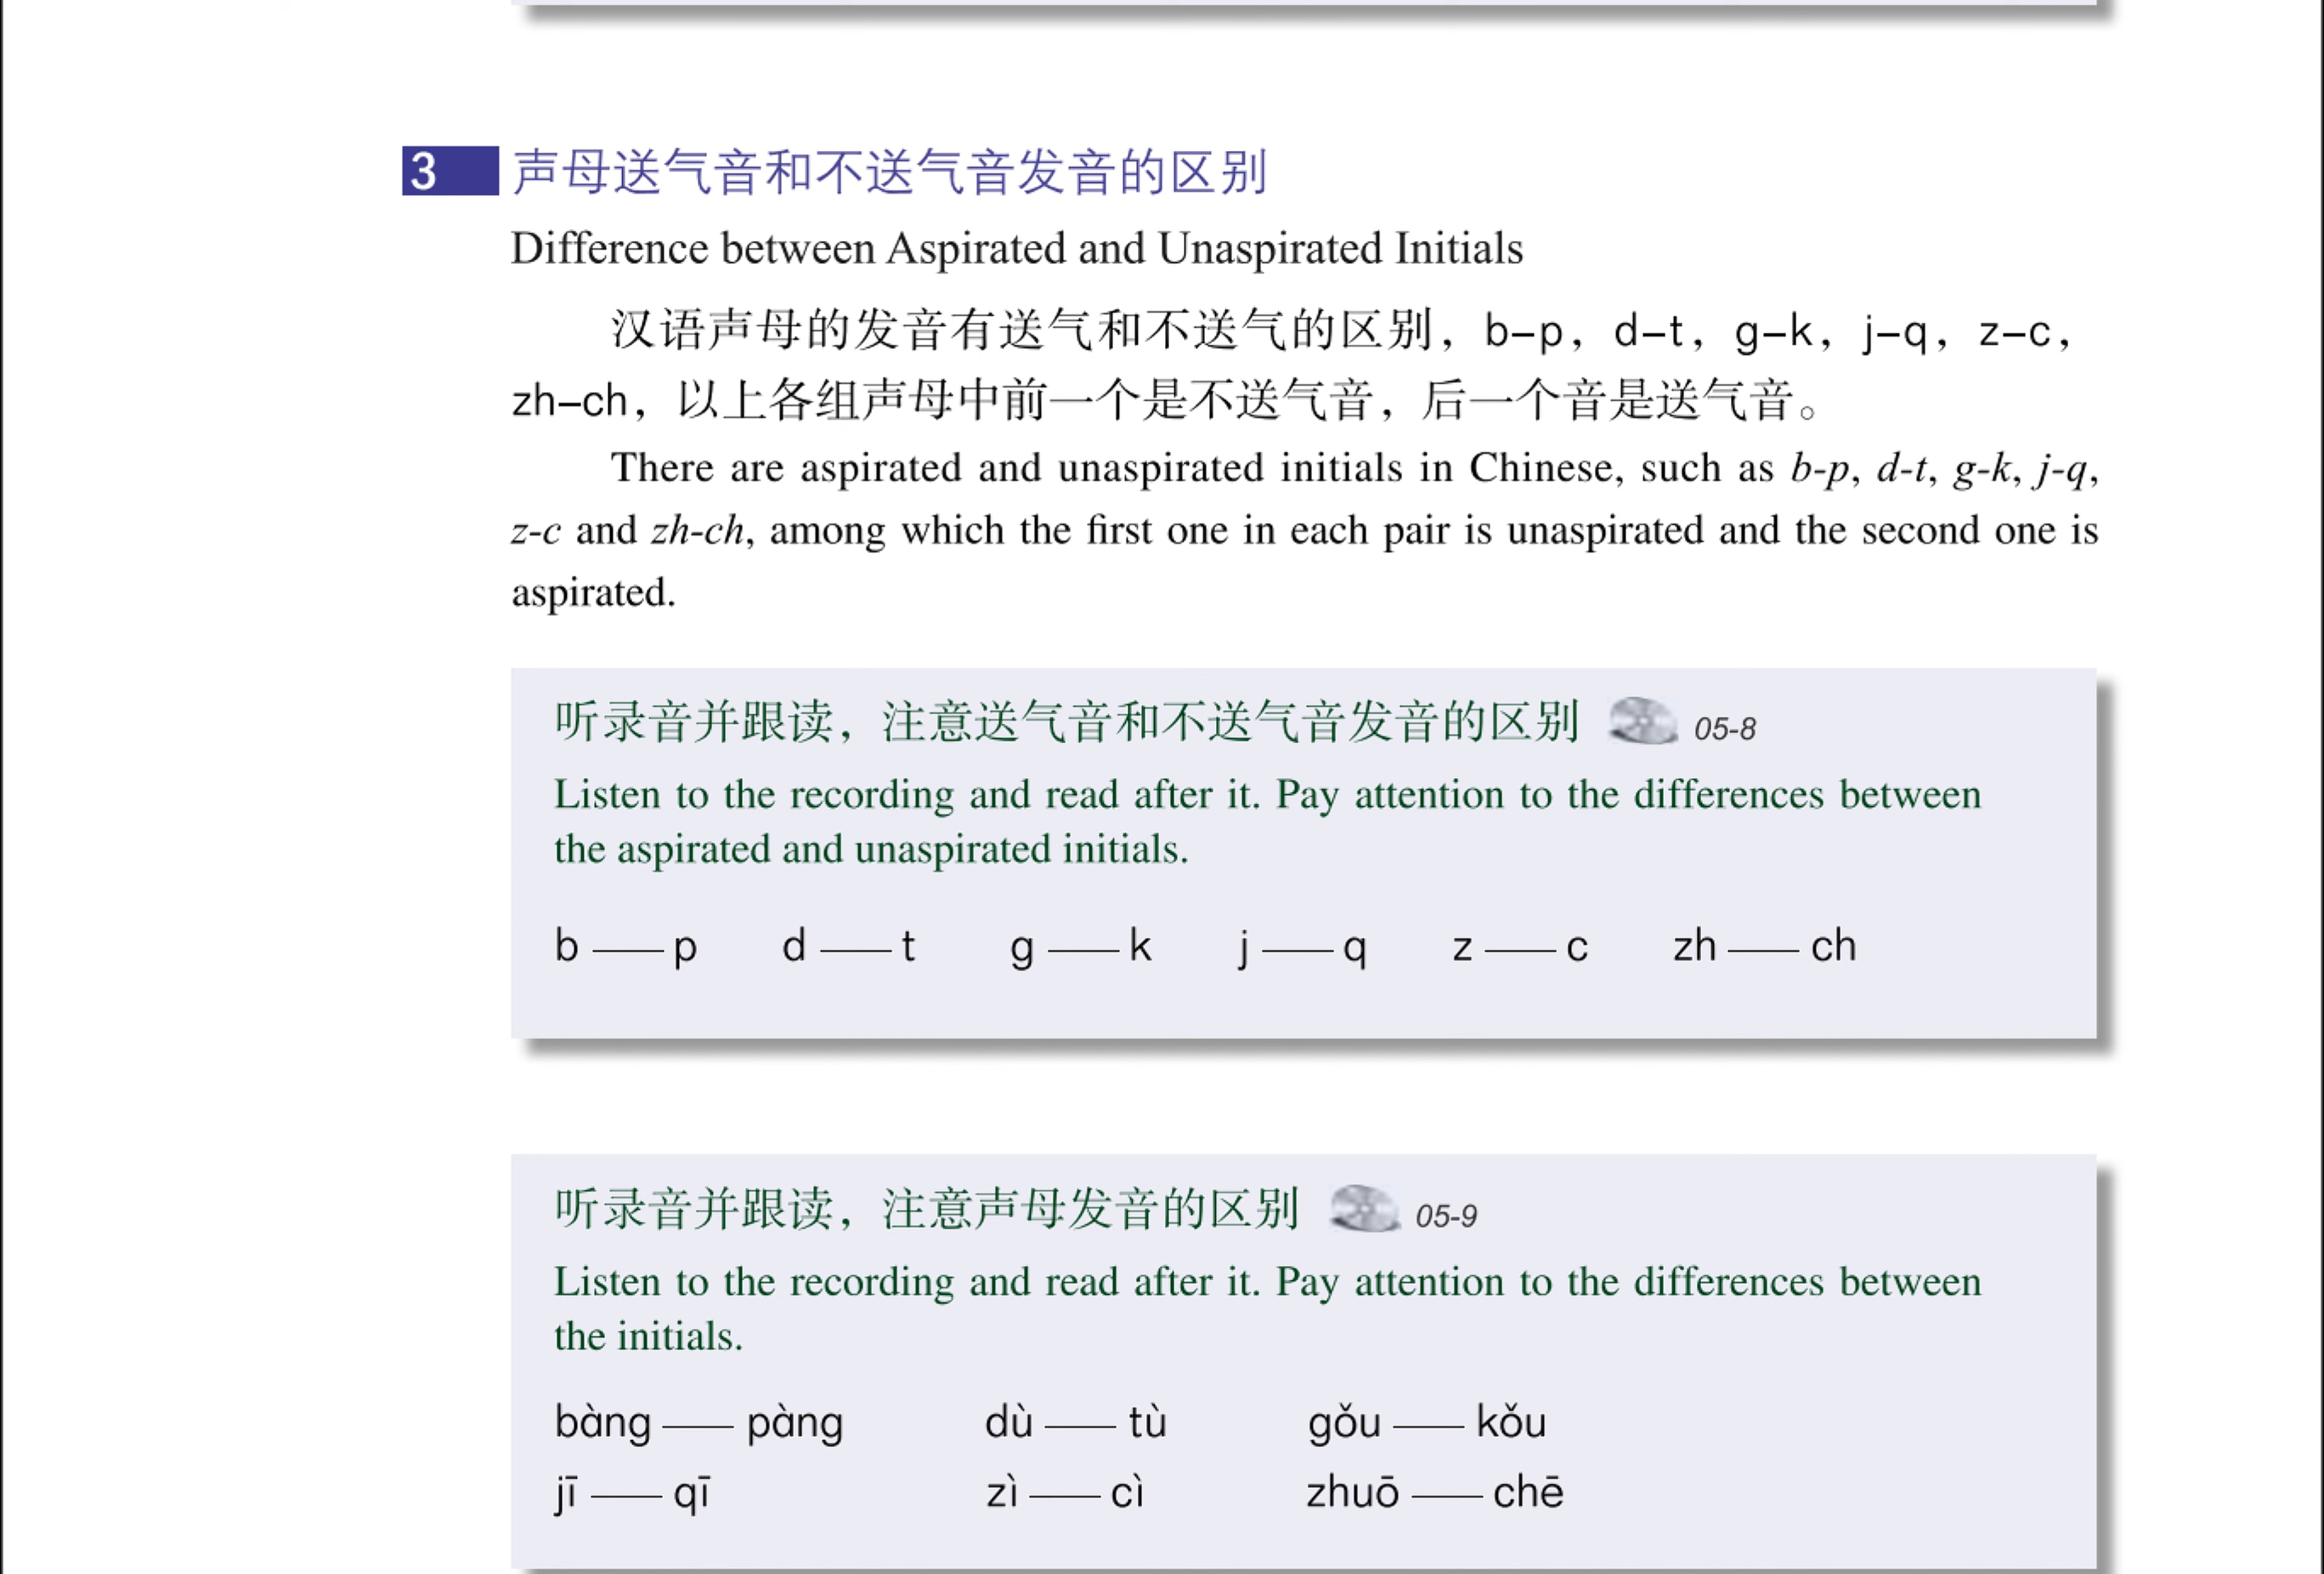 3 声母送气音和不送气音发音的区别
Difference between Aspirated and Unaspirated Initials
汉语声母的发音有送气和不送气的区别，b–p，d–t，g–k，j–q，z–c，
zh–ch，以上各组声母中前一个是不送气音，后一个音是送气音。
There are aspirated and unaspirated initials in Chinese, such as b-p, d-t, g-k, j-q,
z-c and zh-ch, among which the first one in each pair is unaspirated and the second one is
aspirated.
听录音并跟读，注意送气音和不送气音发音的区别 05-8
Listen to the recording and read after it. Pay attention to the differences between
the aspirated and unaspirated initials.
b — p d — t g — k j — q z — c zh — ch
听录音并跟读，注意声母发音的区别 05-9
Listen to the recording and read after it. Pay attention to the differences between
the initials.
bàng — pàng dù — tù gǒu — kǒu
jī — qī zì — cì zhuō — chē